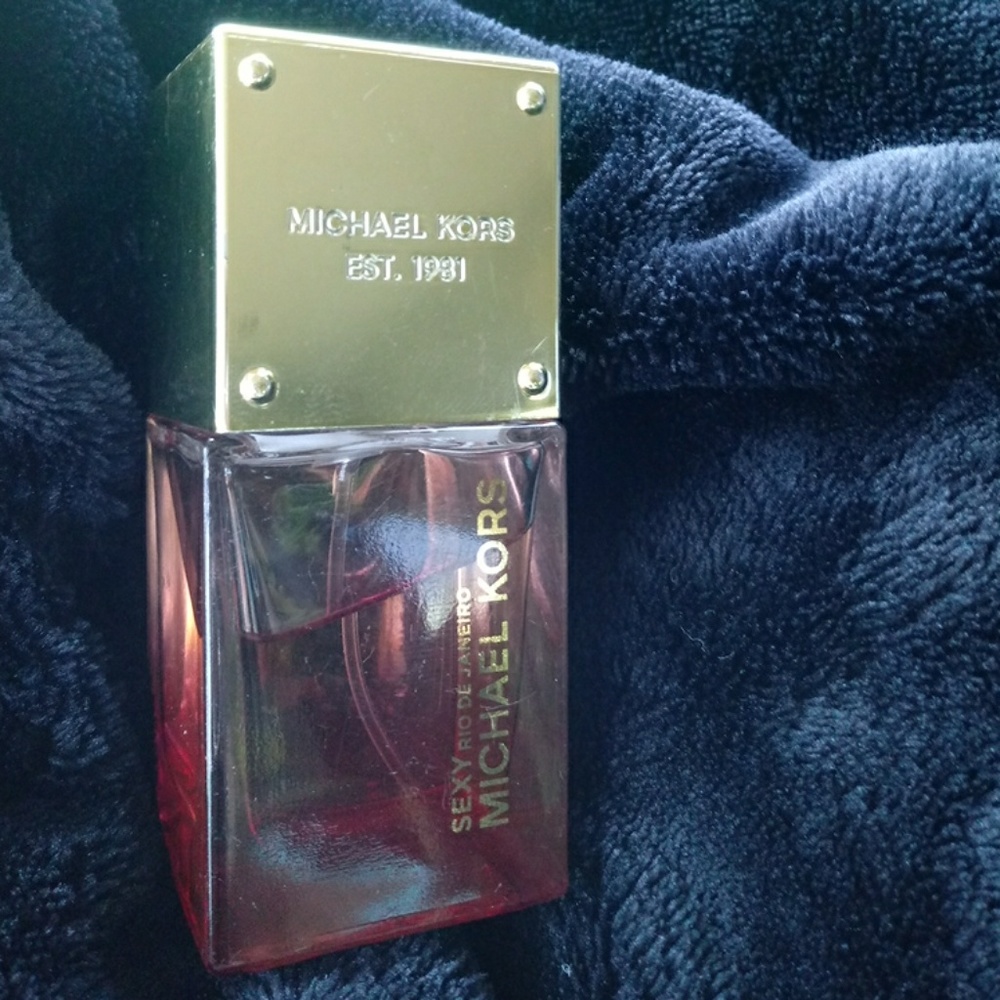 MICHAEL KORS
EST. 1981
SEXY RIO DE JANEIRO
MICHAEL KORS